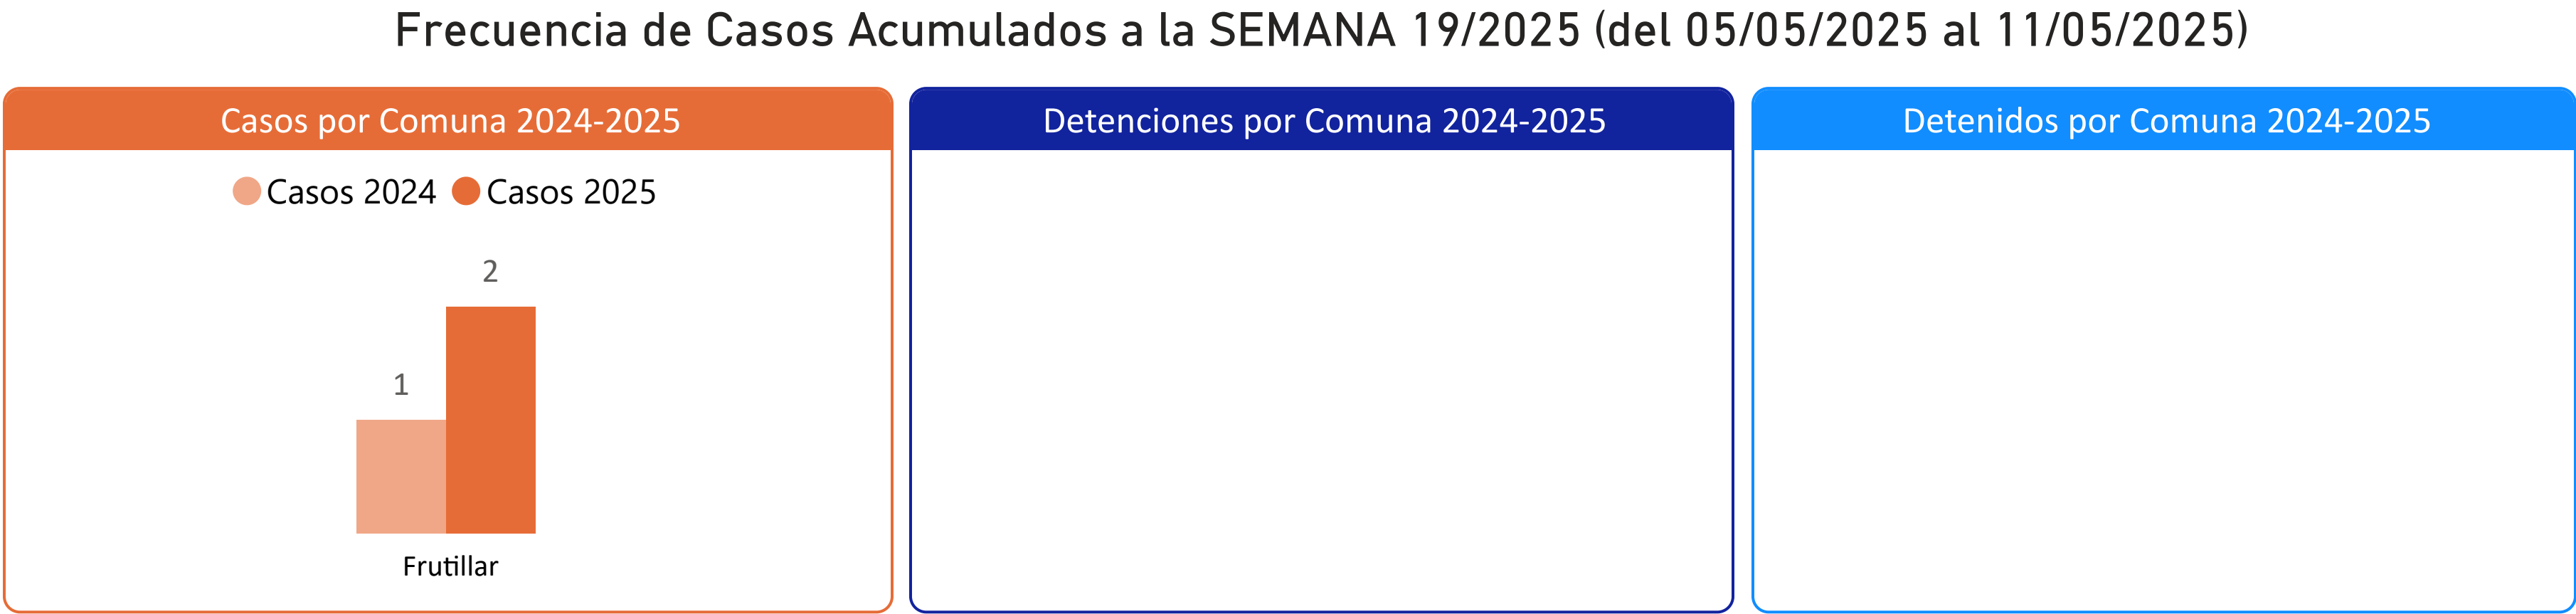 Frecuencia de Casos Acumulados a la SEMANA 19/2025 (del 05/05/2025 al 11/05/2025)
Casos por Comuna 2024-2025
Casos 2024 Casos 2025
2
1
Frutillar
Detenciones por Comuna 2024-2025
Detenidos por Comuna 2024-2025